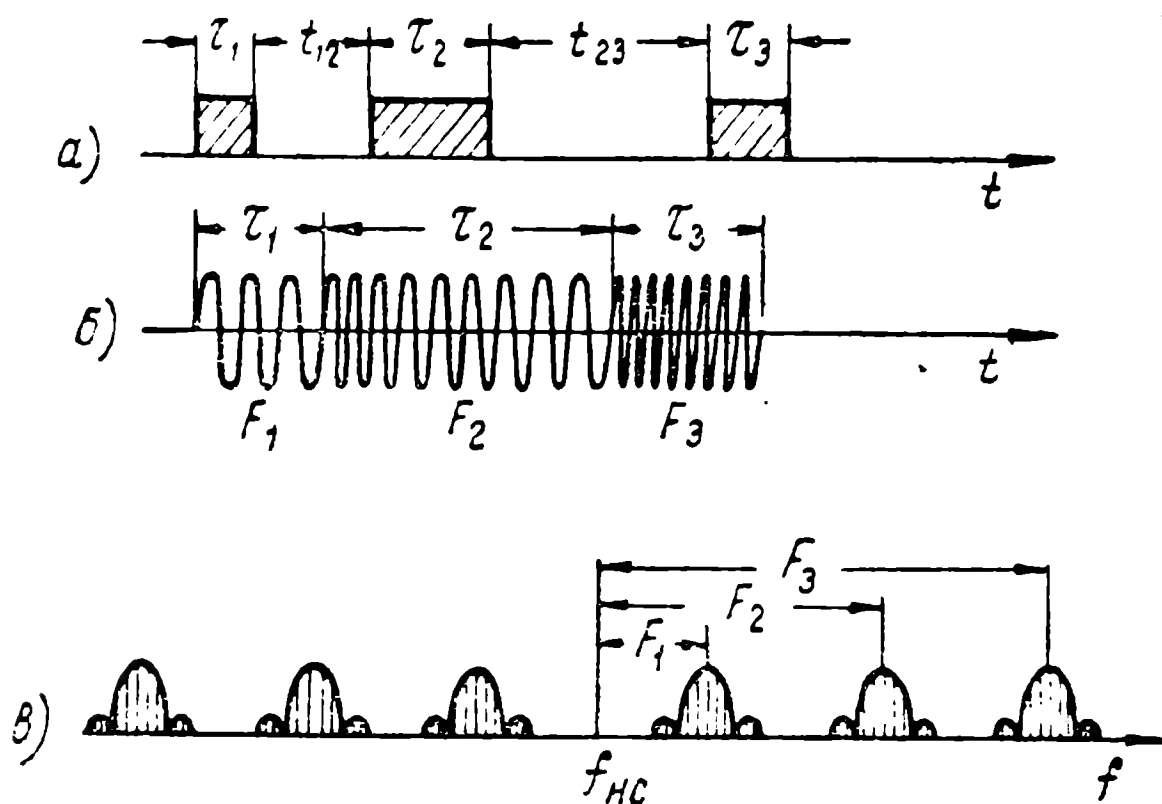 τ₁ t₁₂ τ₂ t₂₃ τ₃
а)
t
τ₁ τ₂ τ₃
б)
t
F₁ F₂ F₃
F₃
F₂
F₁
в)
fнс f